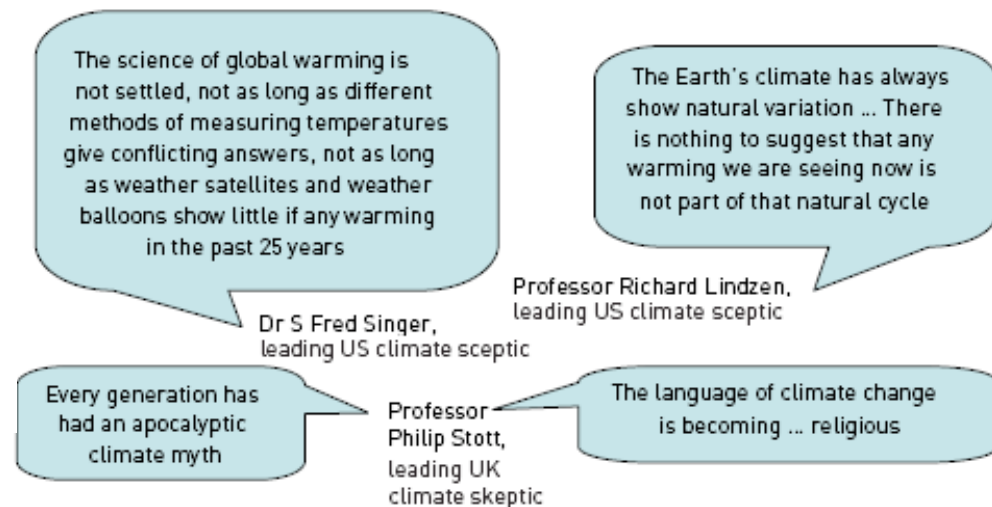 The science of global warming is
not settled, not as long as different
methods of measuring temperatures
give conflicting answers, not as long
as weather satellites and weather
balloons show little if any warming
in the past 25 years
Dr S Fred Singer,
leading US climate sceptic
The Earth's climate has always
show natural variation ... There
is nothing to suggest that any
warming we are seeing now is
not part of that natural cycle
Professor Richard Lindzen,
leading US climate sceptic
Every generation has
had an apocalyptic
climate myth
Professor
Philip Stott,
leading UK
climate skeptic
The language of climate change
is becoming ... religious